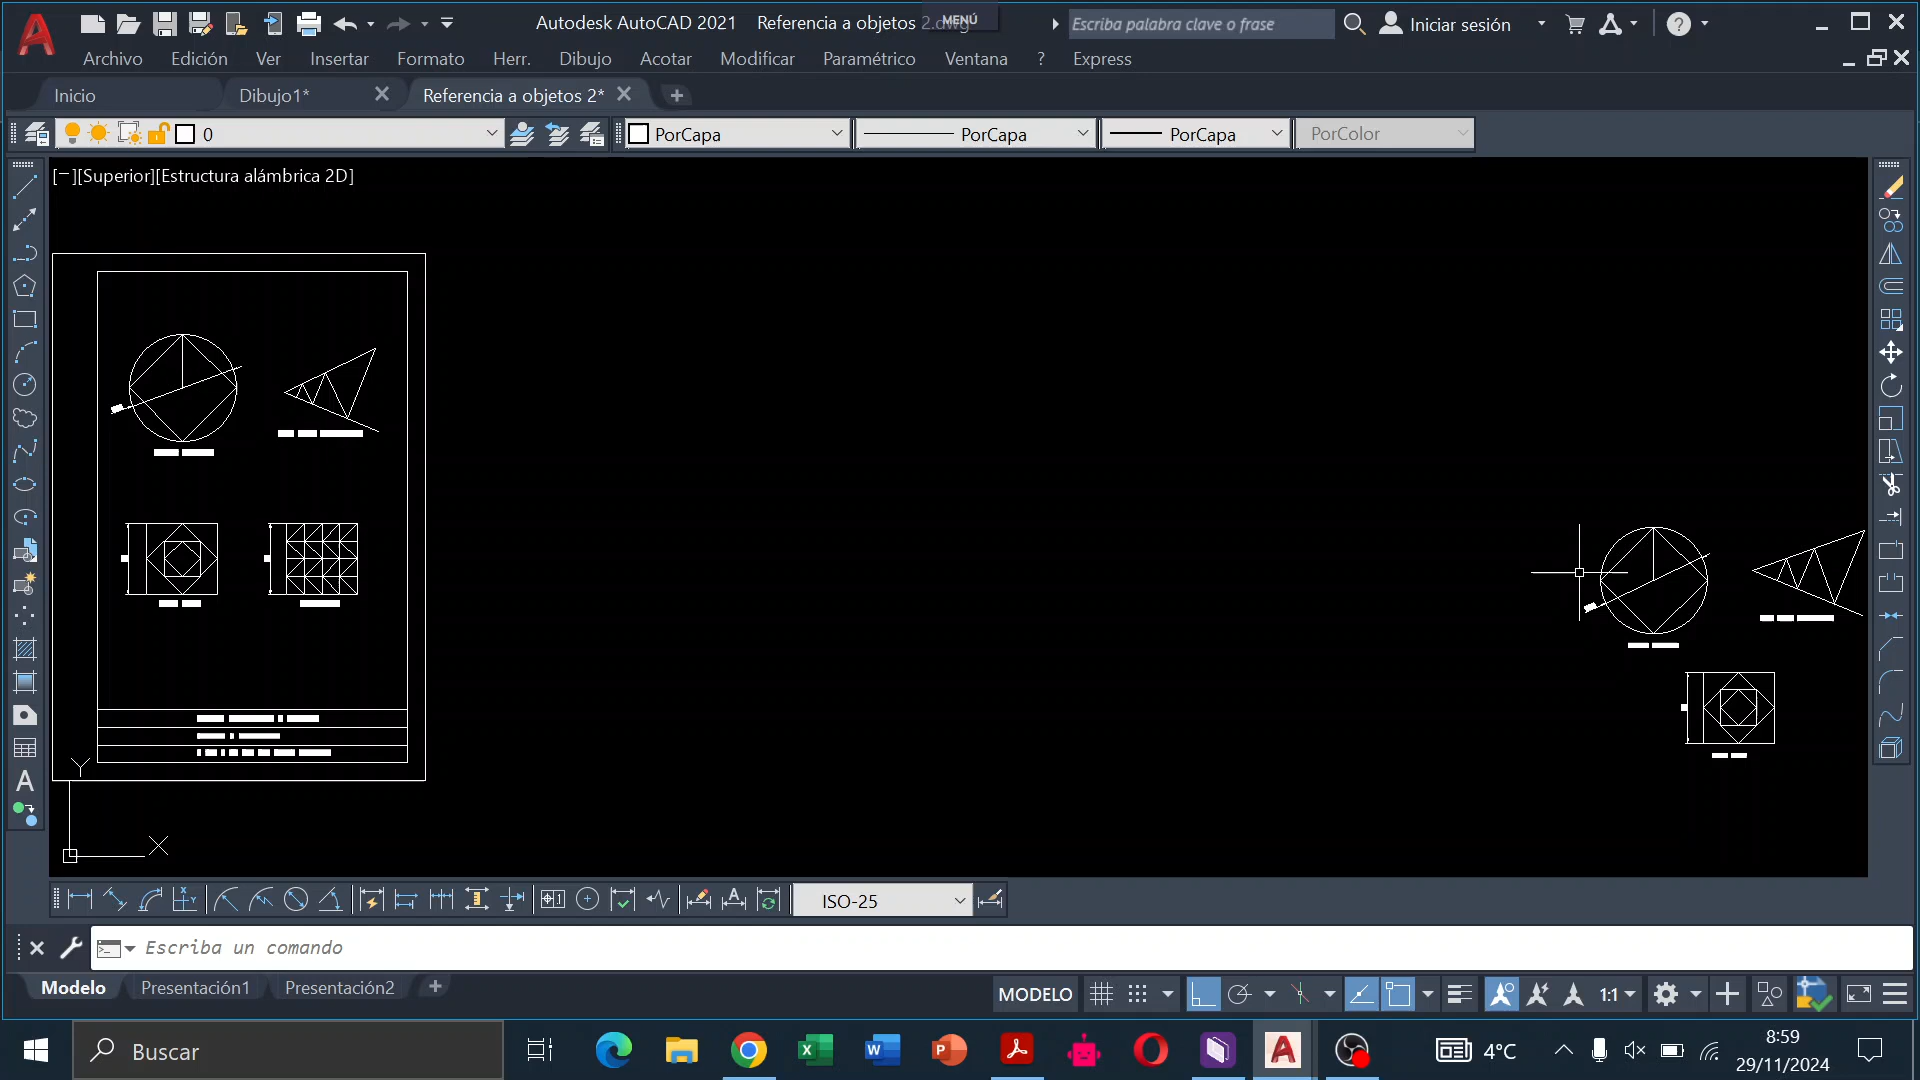 Autodesk AutoCAD 2021 Referencia a objetos 2.dwg
MENÚ
Escriba palabra clave o frase
Iniciar sesión
Archivo Edición Ver Insertar Formato Herr. Dibujo Acotar Modificar Paramétrico Ventana ? Express
Inicio Dibujo1* Referencia a objetos 2*
0 PorCapa PorCapa PorCapa PorColor
[−][Superior][Estructura alámbrica 2D]
Y
X
ISO-25
Escriba un comando
Modelo Presentación1 Presentación2 MODELO 1:1
Buscar 4°C 8:59
29/11/2024